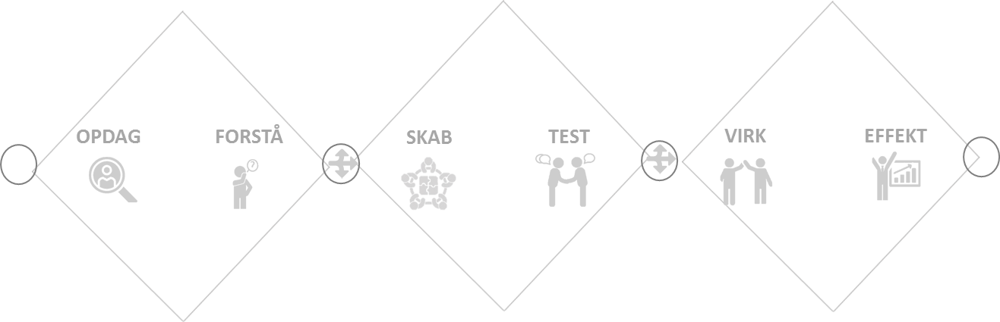 OPDAG
FORSTÅ
SKAB
TEST
VIRK
EFFEKT
?